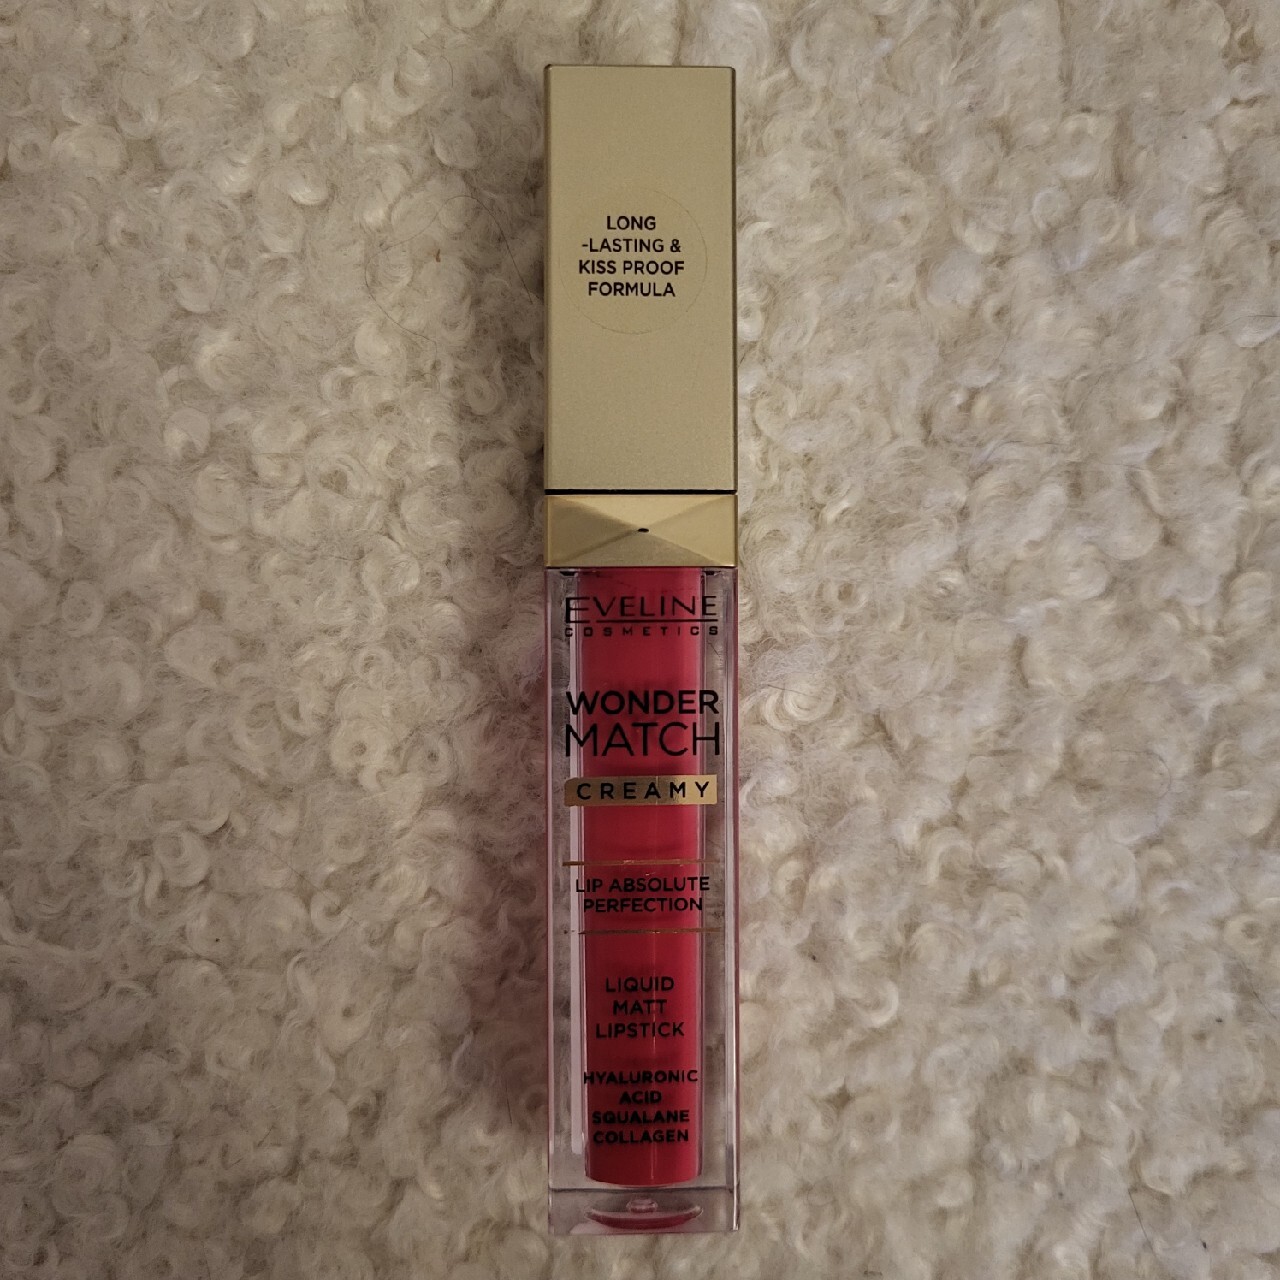 LONG
-LASTING &
KISS PROOF
FORMULA
EVELINE
COSMETICS
WONDER
MATCH
CREAMY
LIP ABSOLUTE
PERFECTION
LIQUID
MATT
LIPSTICK
HYALURONIC
ACID
SQUALANE
COLLAGEN